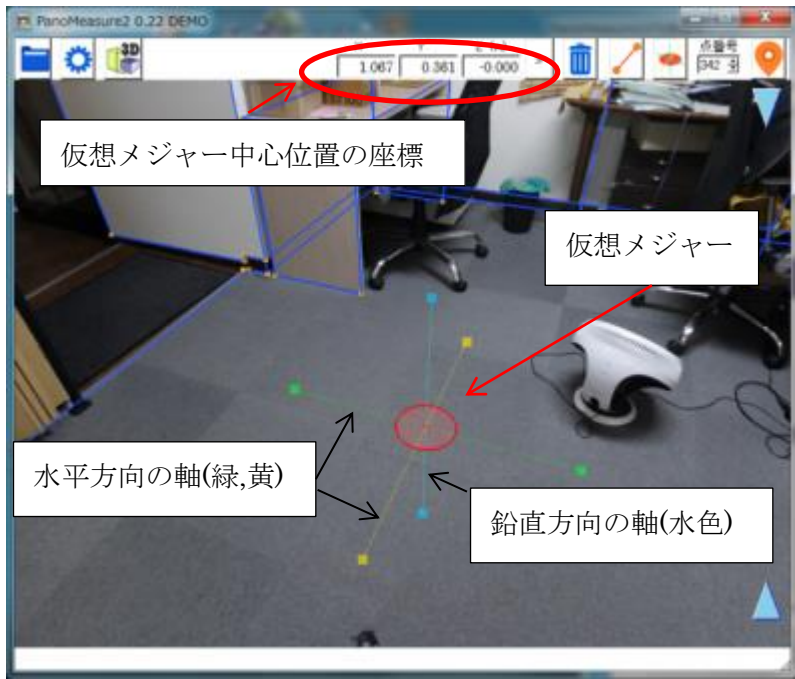 PanoMeasure2 0.22 DEMO
3D
1.067 0.361 -0.000
点番号
342
仮想メジャー中心位置の座標
仮想メジャー
水平方向の軸(緑,黄)
鉛直方向の軸(水色)